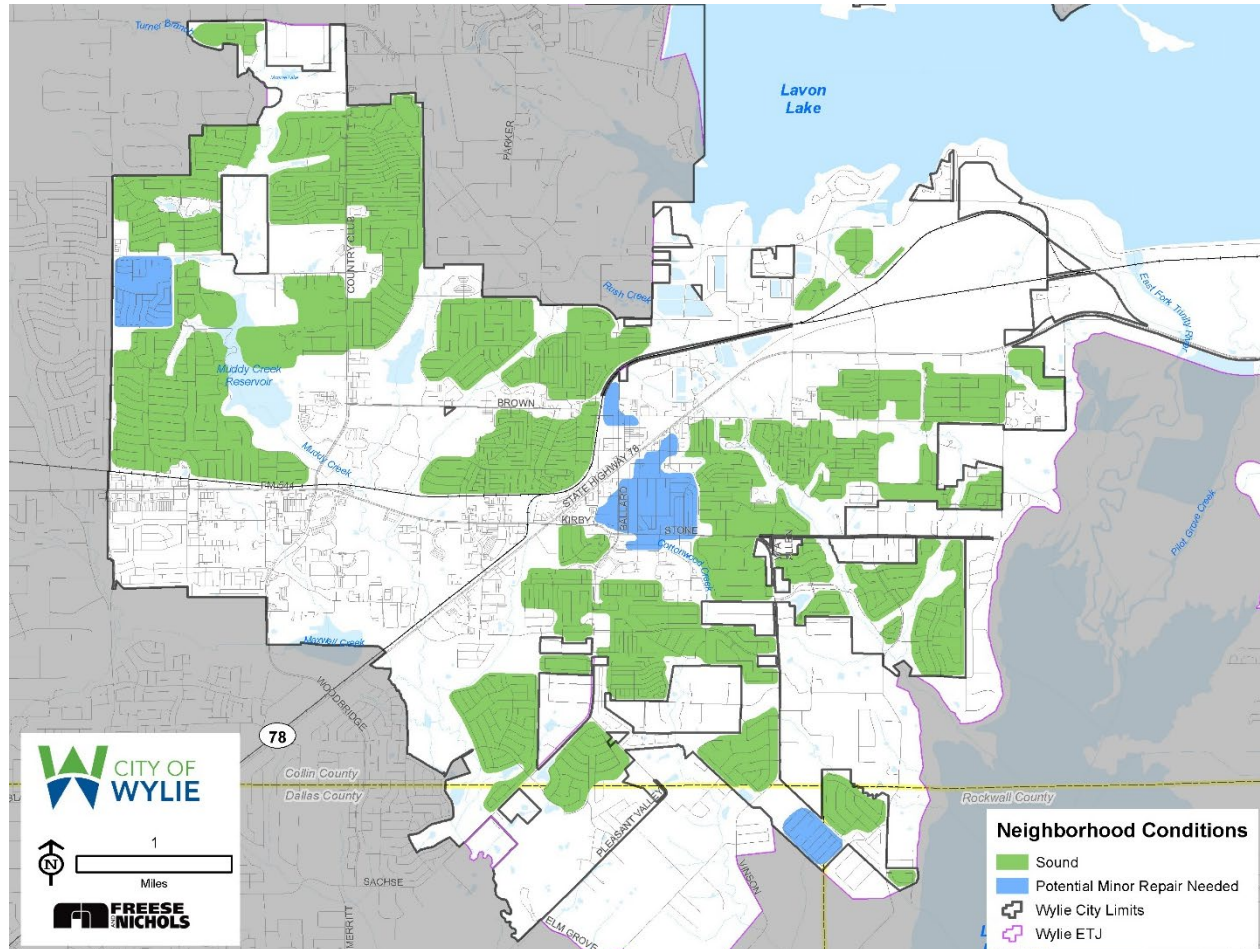 Turner Branch
Lavon
Lake
PARKER
COUNTRY CLUB
Rush Creek
East Fork Trinity River
Muddy Creek
Reservoir
BROWN
Muddy Creek
STATE HIGHWAY 78
BALLARD
KIRBY
STONE
Cottonwood Creek
Pilot Grove Creek
Maxwell Creek
WOODBRIDGE
78
Collin County
Dallas County
Rockwall County
PLEASANT VALLEY
VINSON
SACHSE
MERRITT
ELM GROVE
CITY OF
WYLIE
N
1
Miles
FREESE
AND
NICHOLS
Neighborhood Conditions
Sound
Potential Minor Repair Needed
Wylie City Limits
Wylie ETJ